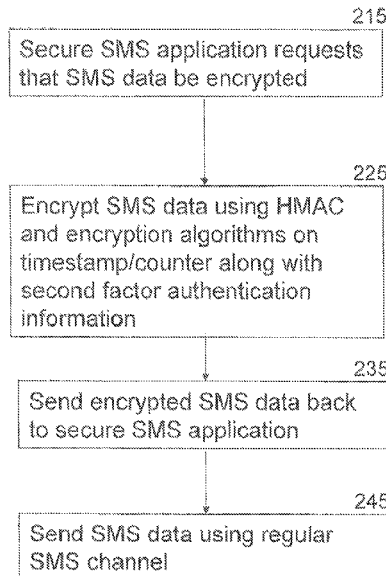 215
Secure SMS application requests
that SMS data be encrypted
225
Encrypt SMS data using HMAC
and encryption algorithms on
timestamp/counter along with
second factor authentication
information
235
Send encrypted SMS data back
to secure SMS application
245
Send SMS data using regular
SMS channel